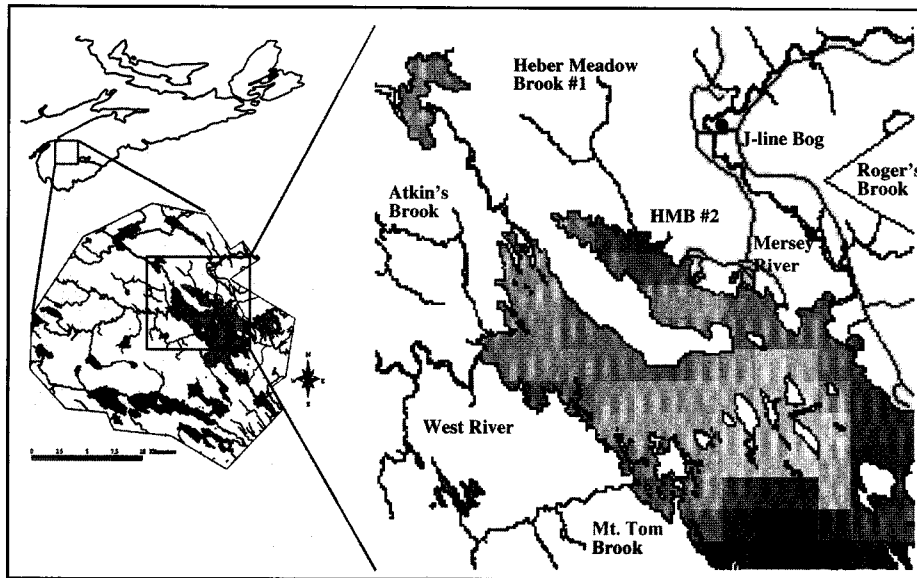 Heber Meadow
Brook #1
J-line Bog
Roger's
Brook
Atkin's
Brook
HMB #2
Mersey
River
West River
Mt. Tom
Brook